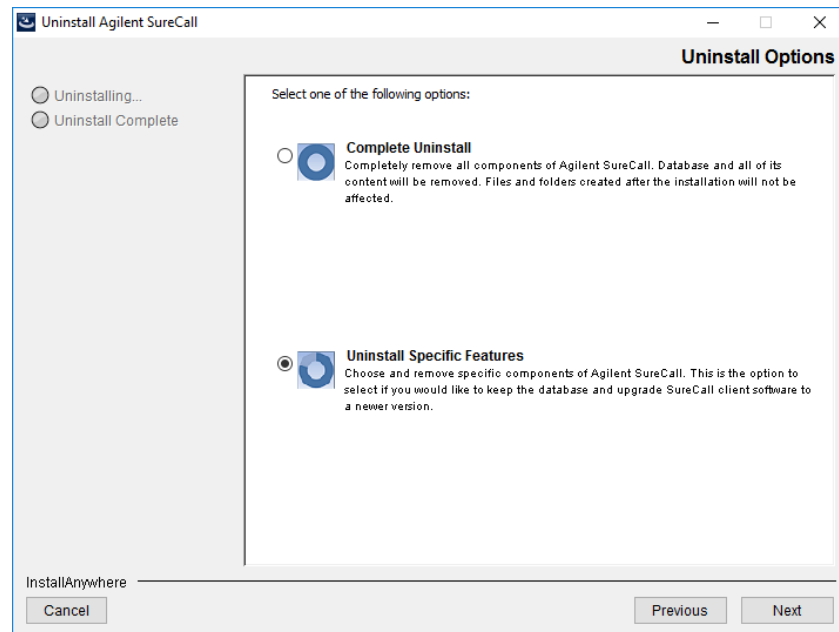 Uninstall Agilent SureCall
Uninstall Options
Uninstalling...
Uninstall Complete
Select one of the following options:
Complete Uninstall
Completely remove all components of Agilent SureCall. Database and all of its
content will be removed. Files and folders created after the installation will not be
affected.
Uninstall Specific Features
Choose and remove specific components of Agilent SureCall. This is the option to
select if you would like to keep the database and upgrade SureCall client software to
a newer version.
InstallAnywhere
Cancel
Previous
Next